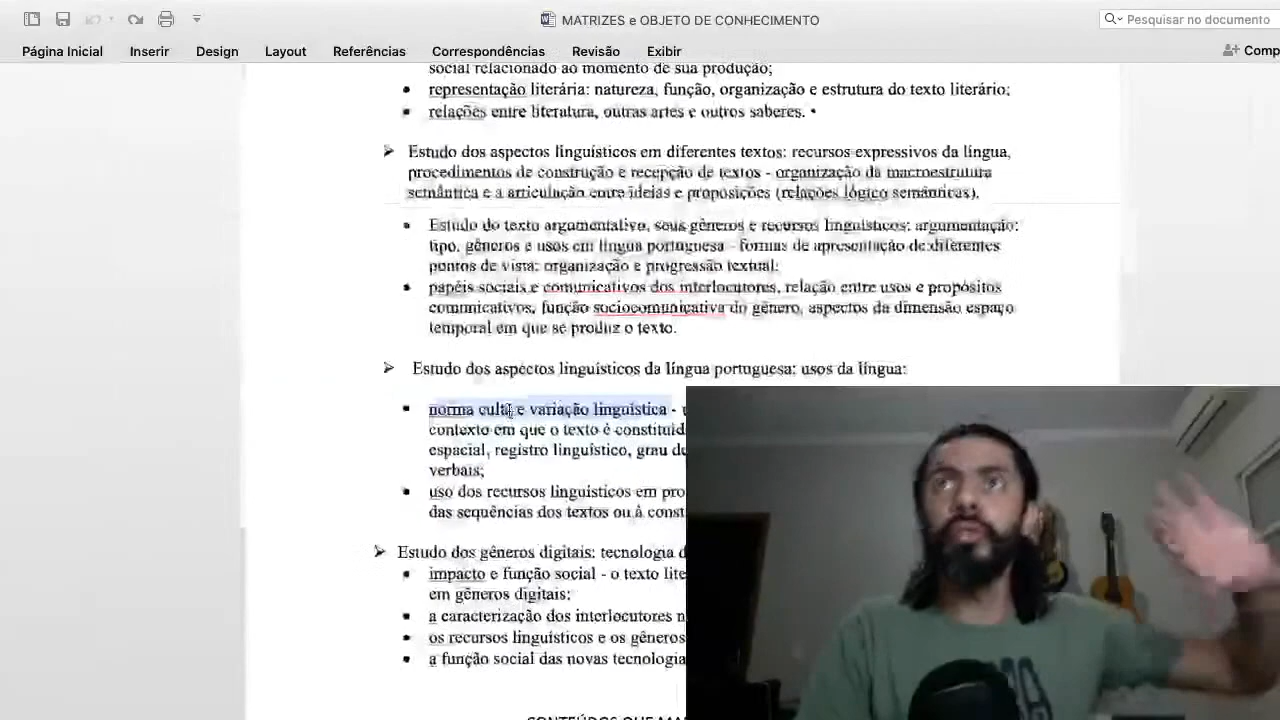 MATRIZES e OBJETO DE CONHECIMENTO
Pesquisar no documento
Página Inicial Inserir Design Layout Referências Correspondências Revisão Exibir Comp
social relacionado ao momento de sua produção;
• representação literária: natureza, função, organização e estrutura do texto literário;
• relações entre literatura, outras artes e outros saberes. •
➢ Estudo dos aspectos linguísticos em diferentes textos: recursos expressivos da língua,
procedimentos de construção e recepção de textos - organização da macroestrutura
semântica e a articulação entre ideias e proposições (relações lógico semânticas).
▪ Estudo do texto argumentativo, seus gêneros e recursos linguísticos: argumentação:
tipo, gêneros e usos em língua portuguesa - formas de apresentação de diferentes
pontos de vista; organização e progressão textual:
▪ papéis sociais e comunicativos dos interlocutores, relação entre usos e propósitos
comunicativos, função sociocomunicativa do gênero, aspectos da dimensão espaço
temporal em que se produz o texto.
➢ Estudo dos aspectos linguísticos da língua portuguesa: usos da língua:
▪ norma culta e variação linguística -
contexto em que o texto é constituíd
espacial, registro linguístico, grau de
verbais;
▪ uso dos recursos linguísticos em pro
das sequências dos textos ou à const
➢ Estudo dos gêneros digitais: tecnologia d
• impacto e função social - o texto lite
em gêneros digitais;
• a caracterização dos interlocutores n
• os recursos linguísticos e os gêneros
• a função social das novas tecnologia
CONTEÚDOS QUE MA